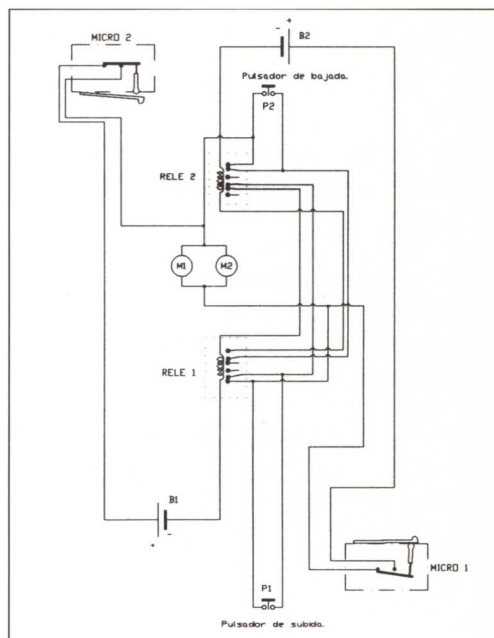 MICRO 2
- +
B2
Pulsador de bajada.
P2
RELE 2
M1 M2
RELE 1
B1
+ -
MICRO 1
P1
Pulsador de subida.